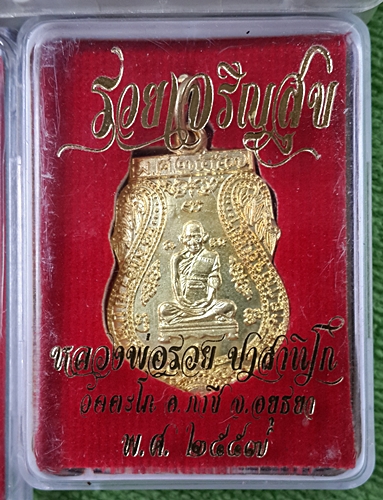 รวยเจริญสุข
หลวงพ่อรวย ปาสาทิโก
วัดตะโก อ.ภาชี จ.อยุธยา
พ.ศ. ๒๕๕๗